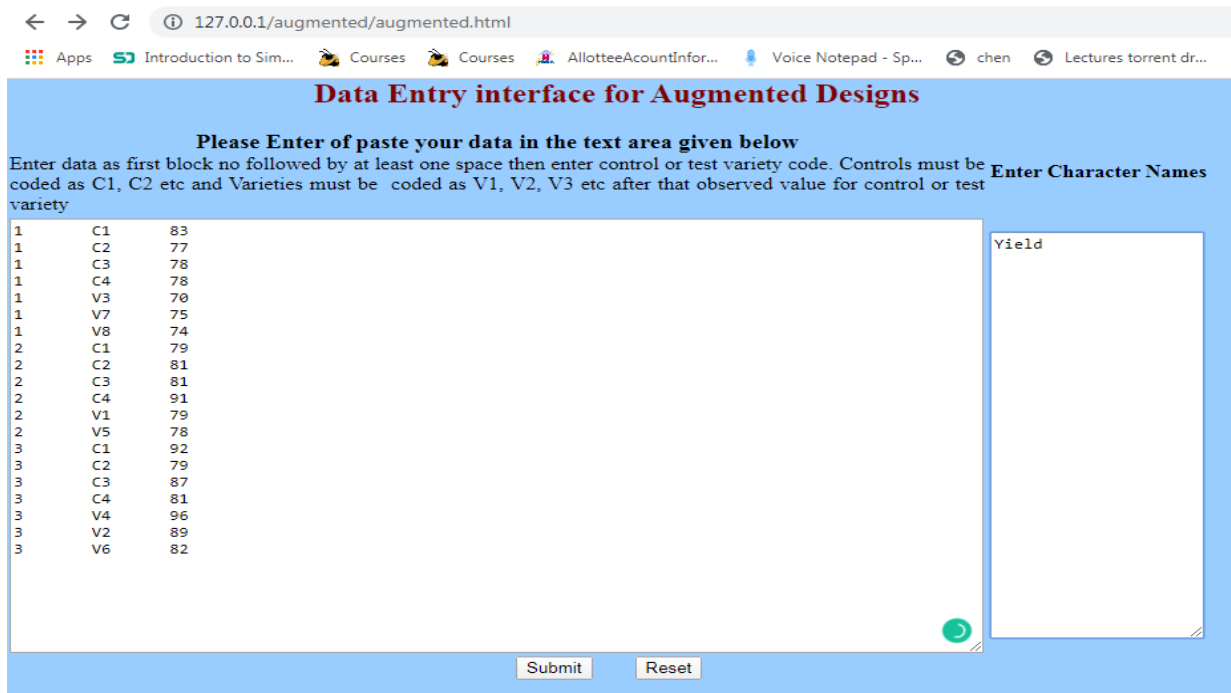 127.0.0.1/augmented/augmented.html
Apps Introduction to Sim... Courses Courses AllotteeAcountInfor... Voice Notepad - Sp... chen Lectures torrent dr...
Data Entry interface for Augmented Designs
Please Enter of paste your data in the text area given below
Enter data as first block no followed by at least one space then enter control or test variety code. Controls must be
coded as C1, C2 etc and Varieties must be coded as V1, V2, V3 etc after that observed value for control or test
variety
Enter Character Names
1 C1 83
1 C2 77
1 C3 78
1 C4 78
1 V3 70
1 V7 75
1 V8 74
2 C1 79
2 C2 81
2 C3 81
2 C4 91
2 V1 79
2 V5 78
3 C1 92
3 C2 79
3 C3 87
3 C4 81
3 V4 96
3 V2 89
3 V6 82
Yield
Submit Reset